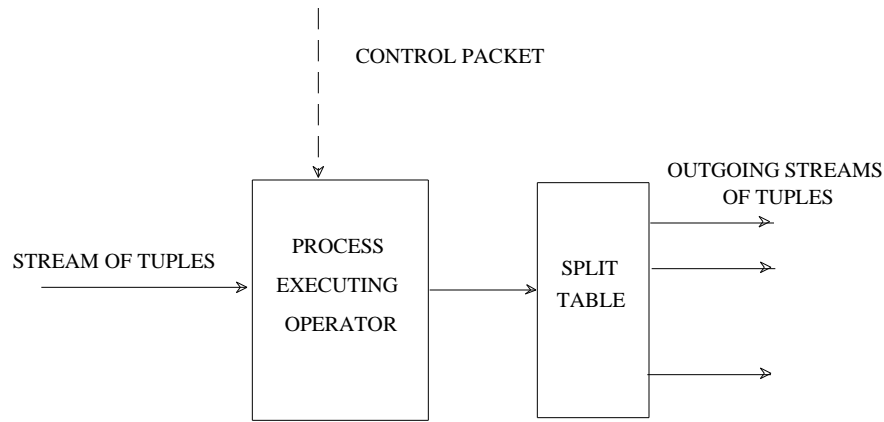 CONTROL PACKET
OUTGOING STREAMS
OF TUPLES
STREAM OF TUPLES
PROCESS
EXECUTING
OPERATOR
SPLIT
TABLE